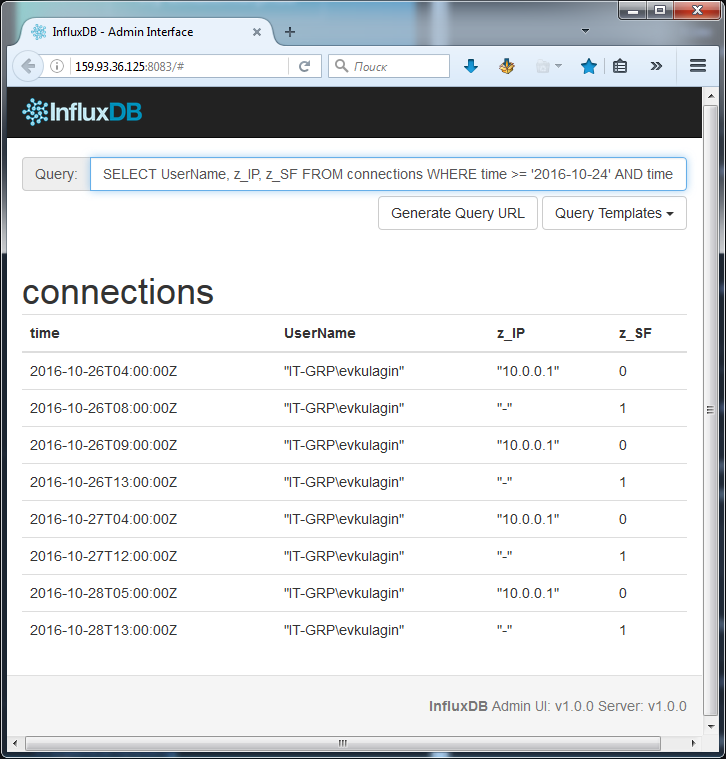 InfluxDB - Admin Interface
159.93.36.125:8083/#
Поиск
InfluxDB
Query:
SELECT UserName, z_IP, z_SF FROM connections WHERE time >= '2016-10-24' AND time
Generate Query URL
Query Templates
connections
time UserName z_IP z_SF
2016-10-26T04:00:00Z "IT-GRP\evkulagin" "10.0.0.1" 0
2016-10-26T08:00:00Z "IT-GRP\evkulagin" "-" 1
2016-10-26T09:00:00Z "IT-GRP\evkulagin" "10.0.0.1" 0
2016-10-26T13:00:00Z "IT-GRP\evkulagin" "-" 1
2016-10-27T04:00:00Z "IT-GRP\evkulagin" "10.0.0.1" 0
2016-10-27T12:00:00Z "IT-GRP\evkulagin" "-" 1
2016-10-28T05:00:00Z "IT-GRP\evkulagin" "10.0.0.1" 0
2016-10-28T13:00:00Z "IT-GRP\evkulagin" "-" 1
InfluxDB Admin UI: v1.0.0 Server: v1.0.0